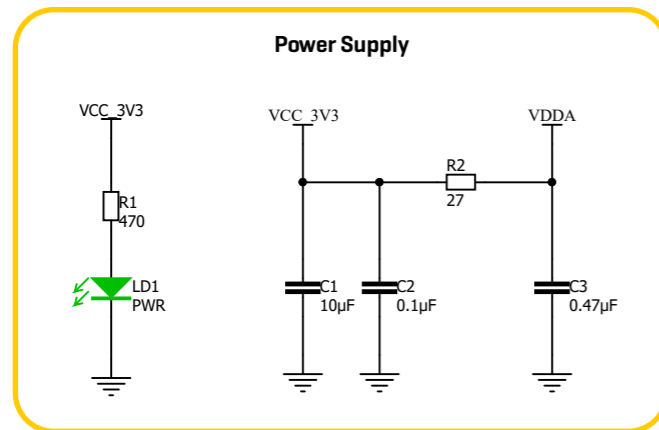 Power Supply
VCC_3V3
R1
470
LD1
PWR
VCC_3V3
VDDA
R2
27
C1
10µF
C2
0.1µF
C3
0.47µF